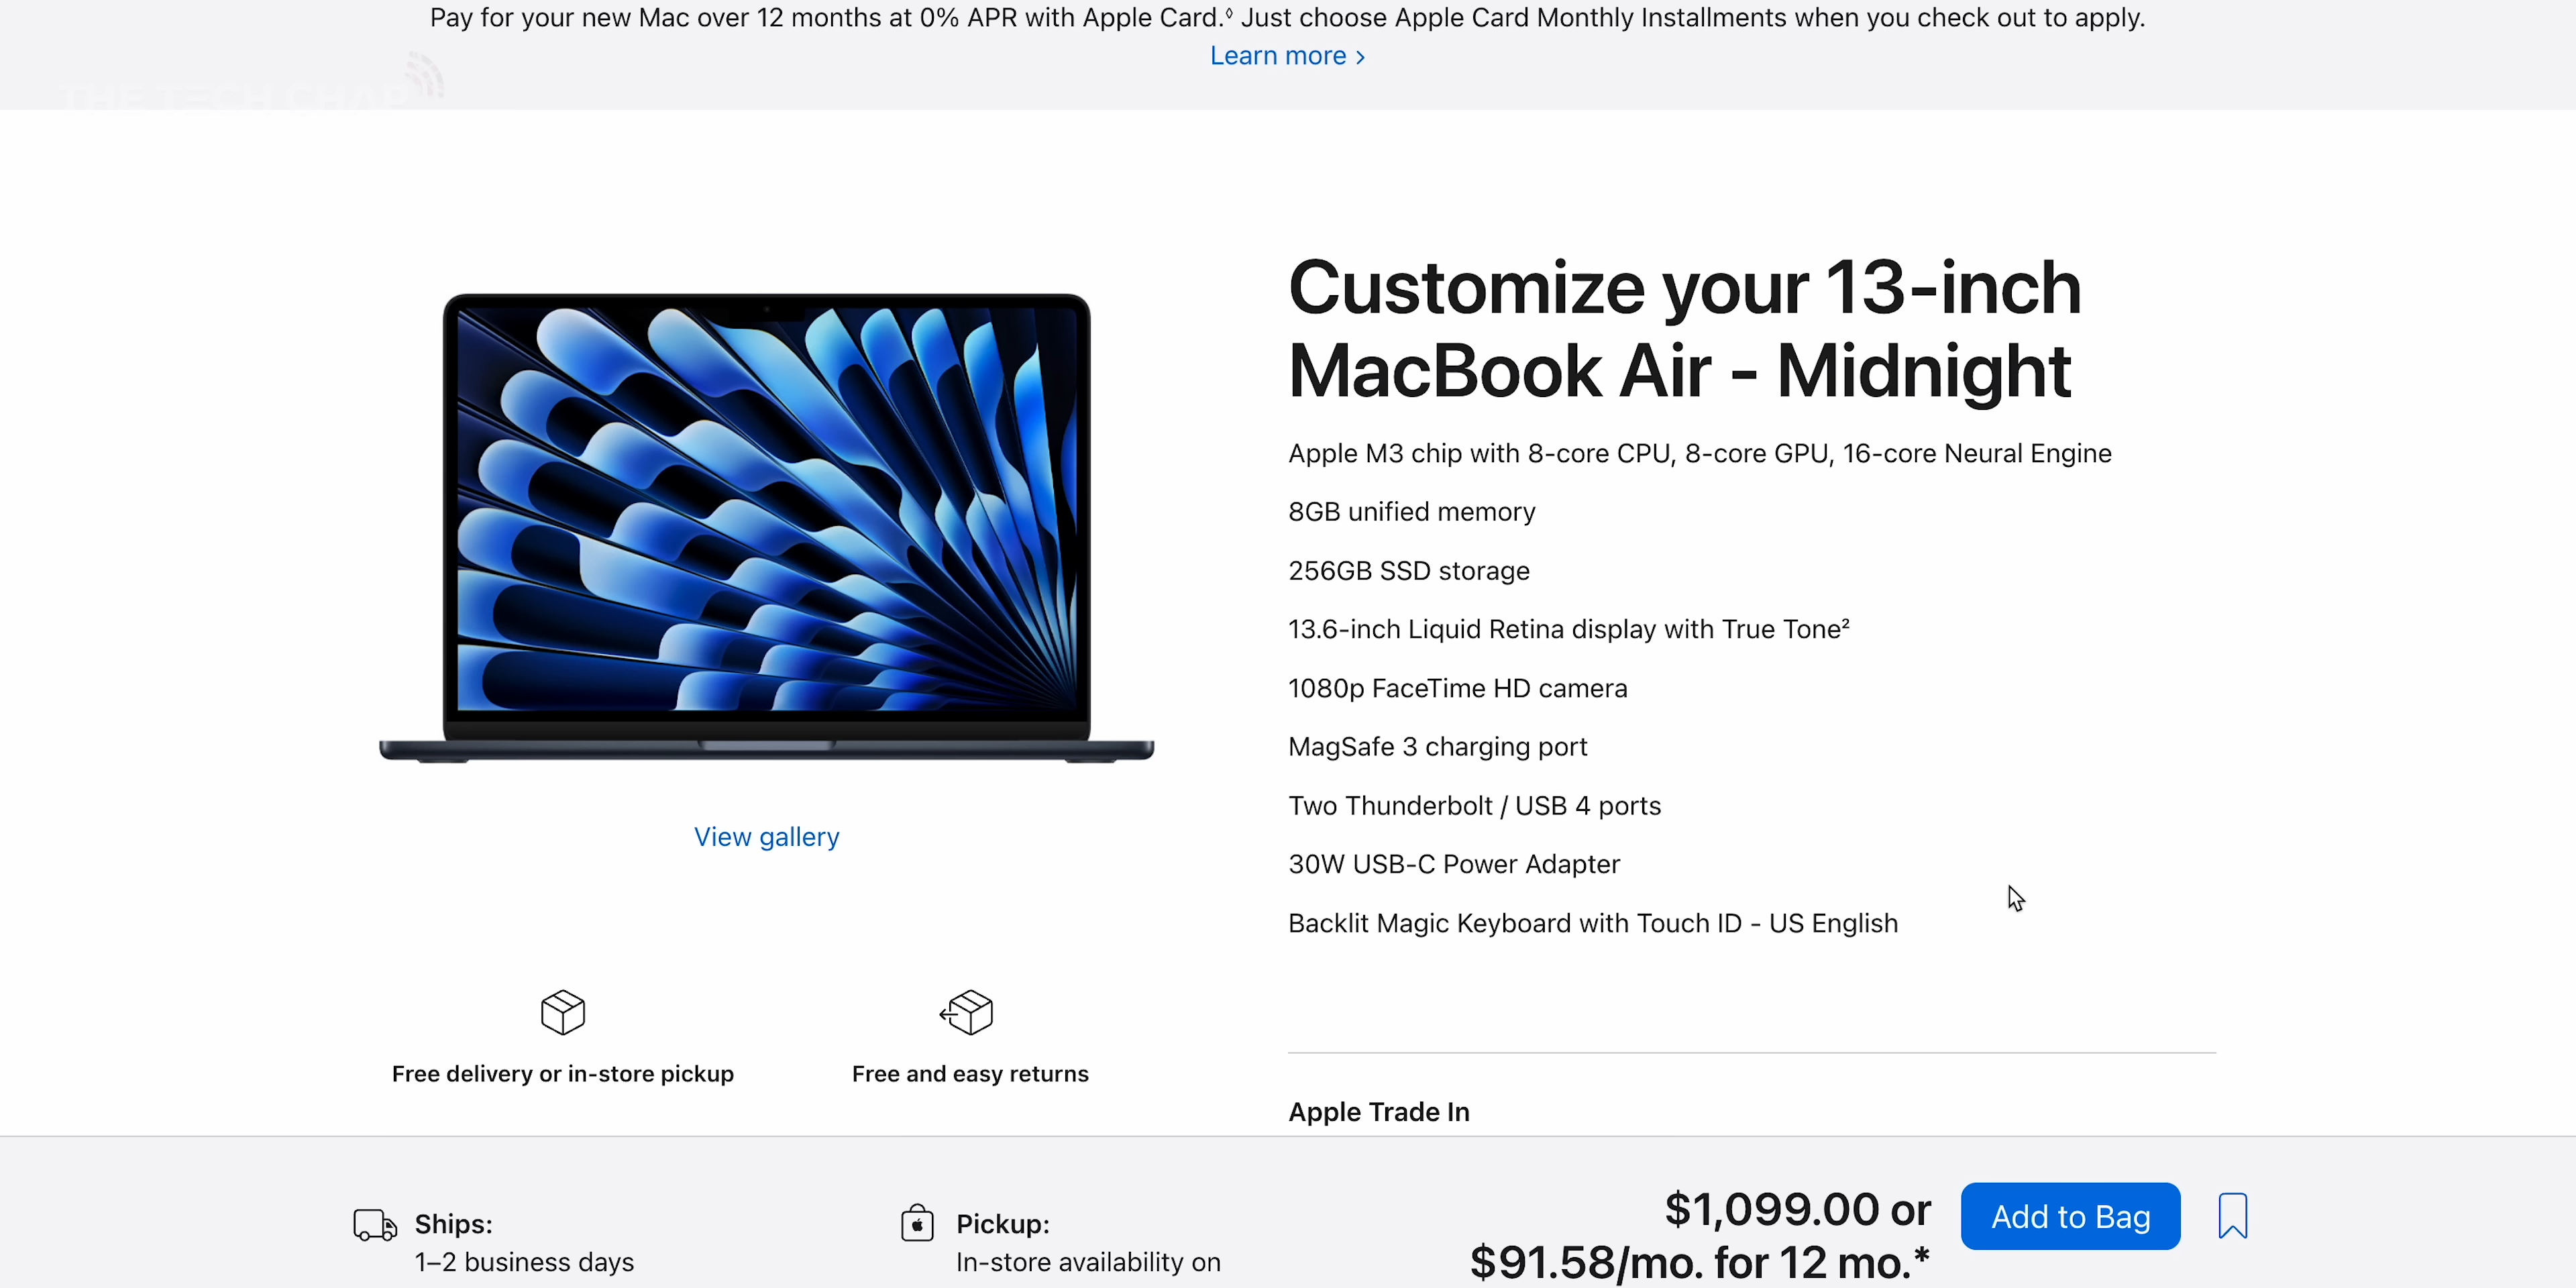 Pay for your new Mac over 12 months at 0% APR with Apple Card.◊ Just choose Apple Card Monthly Installments when you check out to apply.
Learn more >
THE TECH CHAP
Customize your 13-inch
MacBook Air - Midnight
Apple M3 chip with 8-core CPU, 8-core GPU, 16-core Neural Engine
8GB unified memory
256GB SSD storage
13.6-inch Liquid Retina display with True Tone²
1080p FaceTime HD camera
MagSafe 3 charging port
Two Thunderbolt / USB 4 ports
30W USB-C Power Adapter
Backlit Magic Keyboard with Touch ID - US English
View gallery
Free delivery or in-store pickup
Free and easy returns
Apple Trade In
Ships:
1–2 business days
Pickup:
In-store availability on
$1,099.00 or
$91.58/mo. for 12 mo.*
Add to Bag